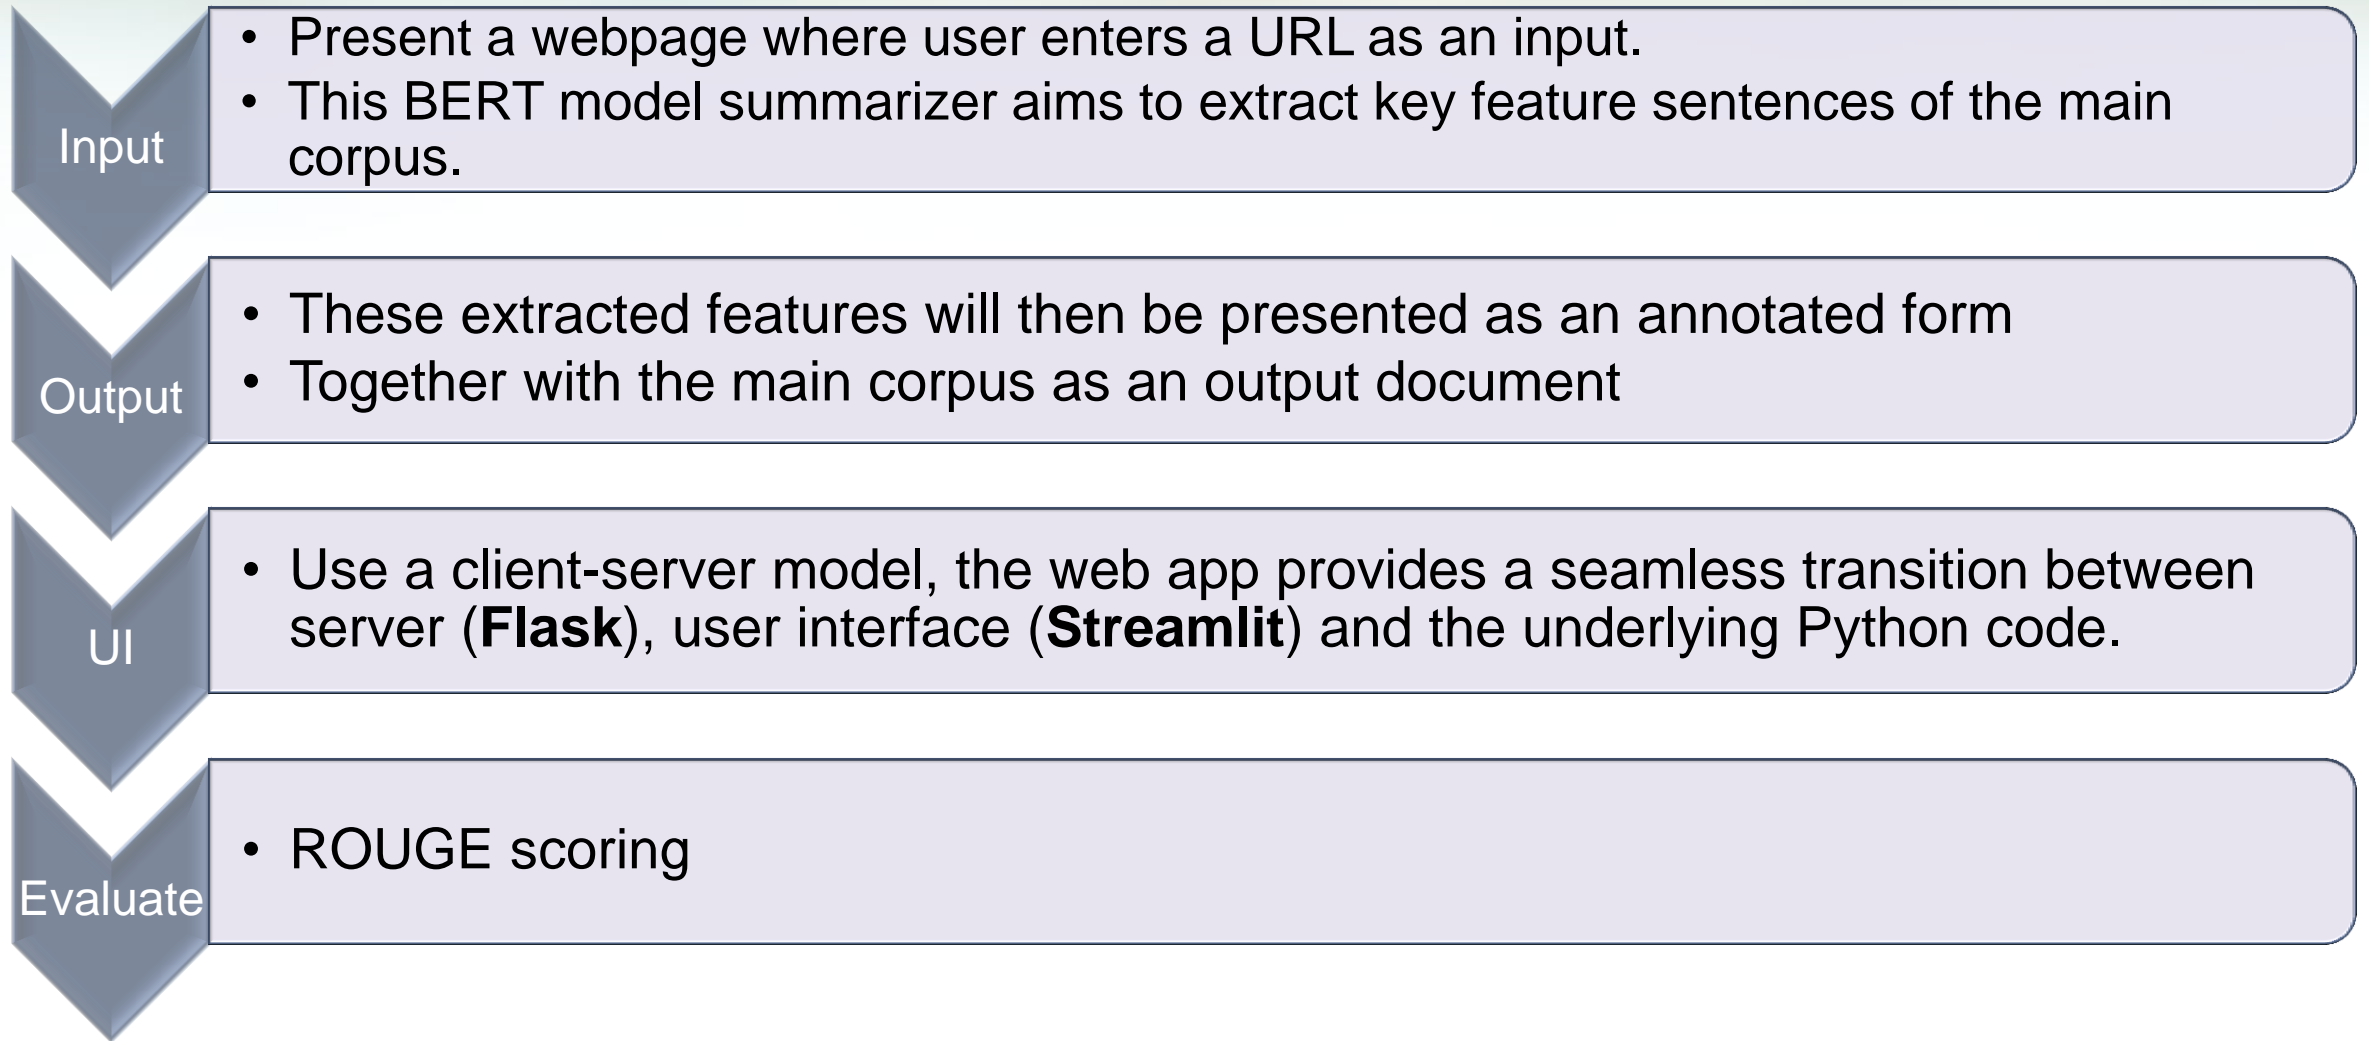 • Present a webpage where user enters a URL as an input.
• This BERT model summarizer aims to extract key feature sentences of the main
corpus.
Input
• These extracted features will then be presented as an annotated form
• Together with the main corpus as an output document
Output
• Use a client-server model, the web app provides a seamless transition between
server (Flask), user interface (Streamlit) and the underlying Python code.
UI
• ROUGE scoring
Evaluate